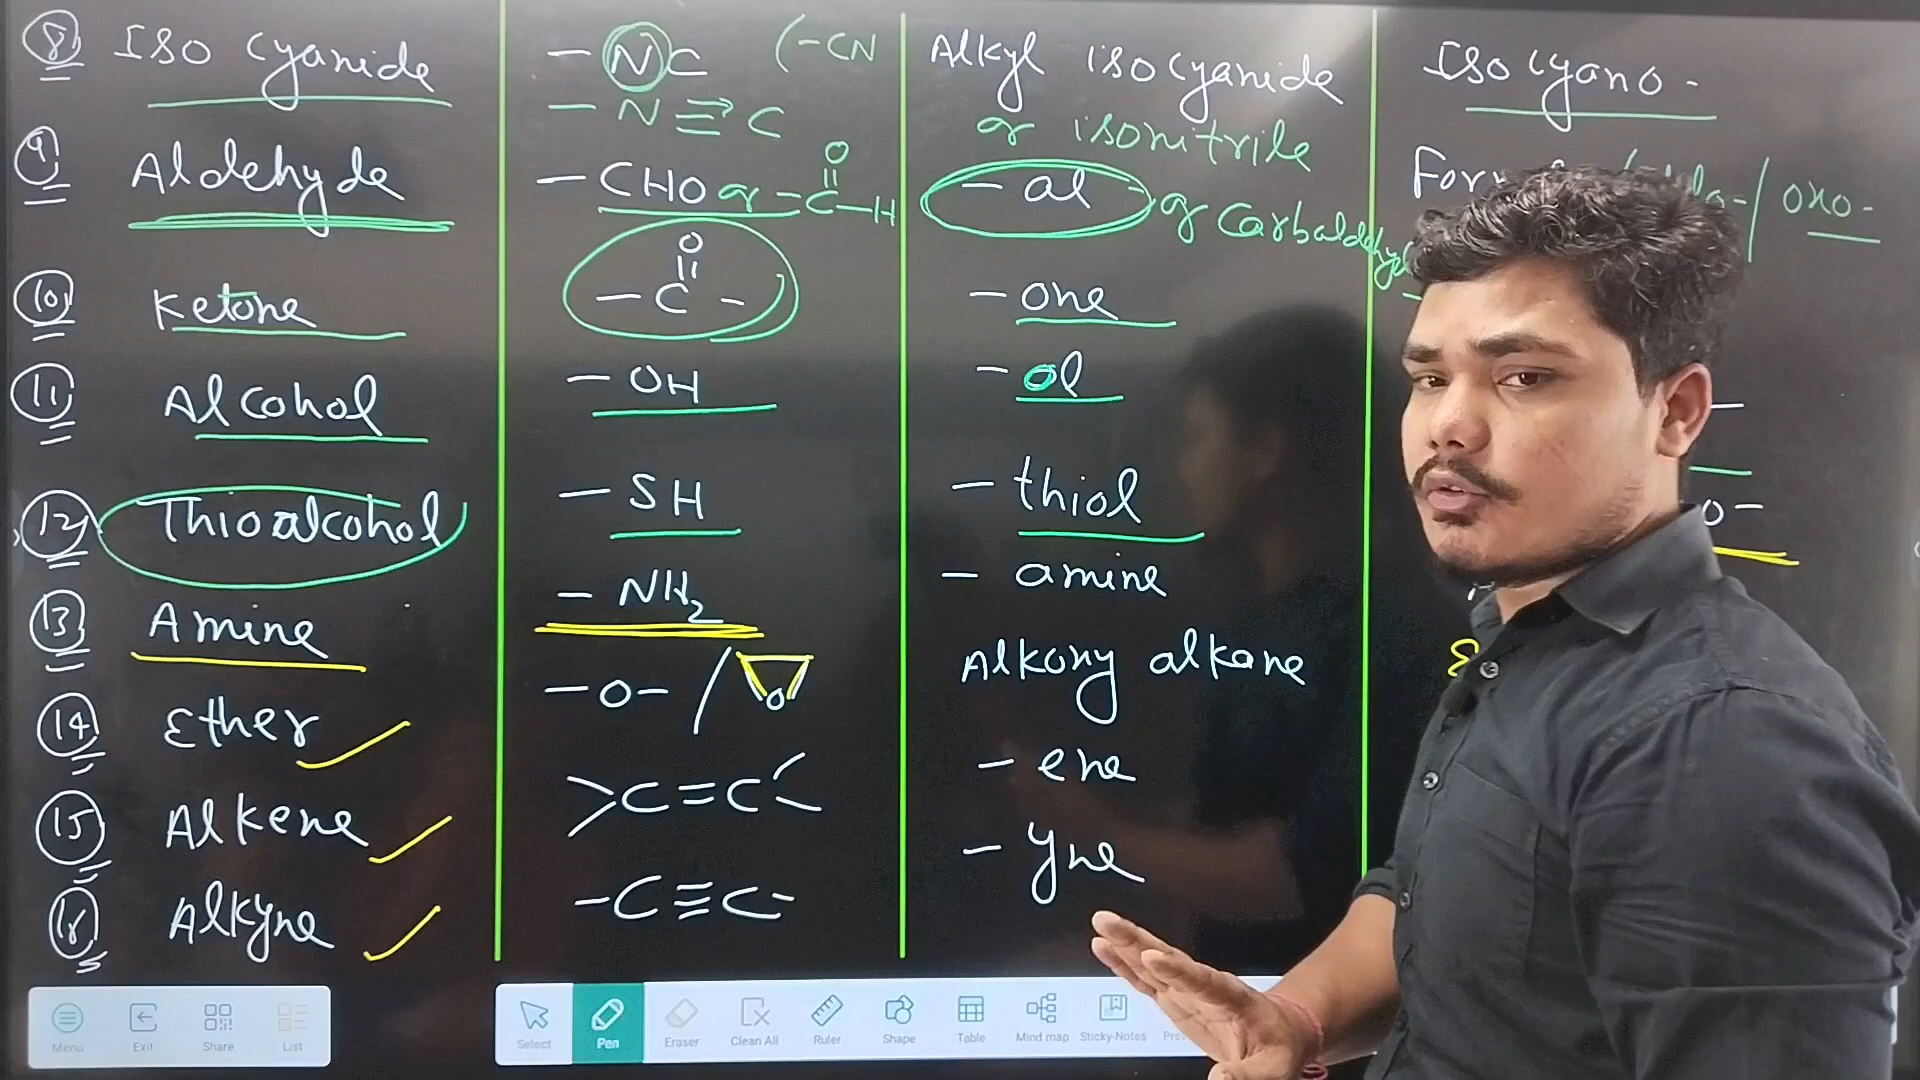 8 Iso Cyanide -NC (-CN Alkyl isocyanide Isocyano-
-N≡C or isonitrile
9 Aldehyde -CHO or -C-H -al or Carbaldehyde / oxo-
O
||
10 Ketone -C- -one
O
||
11 Alcohol -OH -ol
12 Thioalcohol -SH -thiol
13 Amine -NH2 -amine
14 Ether -O- / O Alkoxy alkane
15 Alkene >C=C< -ene
16 Alkyne -C≡C- -yne
Menu Exit Share List Select Pen Eraser Clean All Ruler Shape Table Mind map Sticky-Notes